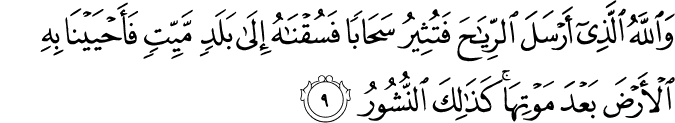 وَٱللَّهُ ٱلَّذِىٓ أَرْسَلَ ٱلرِّيَٰحَ فَتُثِيرُ سَحَابًا فَسُقْنَٰهُ إِلَىٰ بَلَدٍ مَّيِّتٍ فَأَحْيَيْنَا بِهِ
ٱلْأَرْضَ بَعْدَ مَوْتِهَا ۚ كَذَٰلِكَ ٱلنُّشُورُ ٩